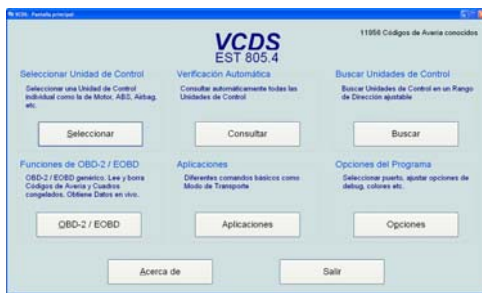 VCDS: Pantalla principal
VCDS
EST 805.4
11956 Códigos de Averia conocidos
Seleccionar Unidad de Control
Seleccionar una Unidad de Control
individual como la de Motor, ABS, Airbag,
etc.
Seleccionar
Verificación Automática
Consultar automáticamente todas las
Unidades de Control
Consultar
Buscar Unidades de Control
Buscar Unidades de Control en un Rango
de Dirección ajustable
Buscar
Funciones de OBD-2 / EOBD
OBD-2 / EOBD genérico. Lee y borra
Códigos de Averia y Cuadros
congelados. Obtiene Datos en vivo.
OBD-2 / EOBD
Aplicaciones
Diferentes comandos básicos como
Modo de Transporte
Aplicaciones
Opciones del Programa
Seleccionar puerto, ajustar opciones de
debug, colores etc.
Opciones
Acerca de
Salir